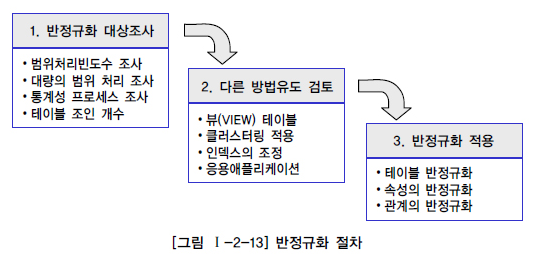 1. 반정규화 대상조사
• 범위처리빈도수 조사
• 대량의 범위 처리 조사
• 통계성 프로세스 조사
• 테이블 조인 개수
2. 다른 방법유도 검토
• 뷰(VIEW) 테이블
• 클러스터링 적용
• 인덱스의 조정
• 응용애플리케이션
3. 반정규화 적용
• 테이블 반정규화
• 속성의 반정규화
• 관계의 반정규화
[그림 Ⅰ-2-13] 반정규화 절차